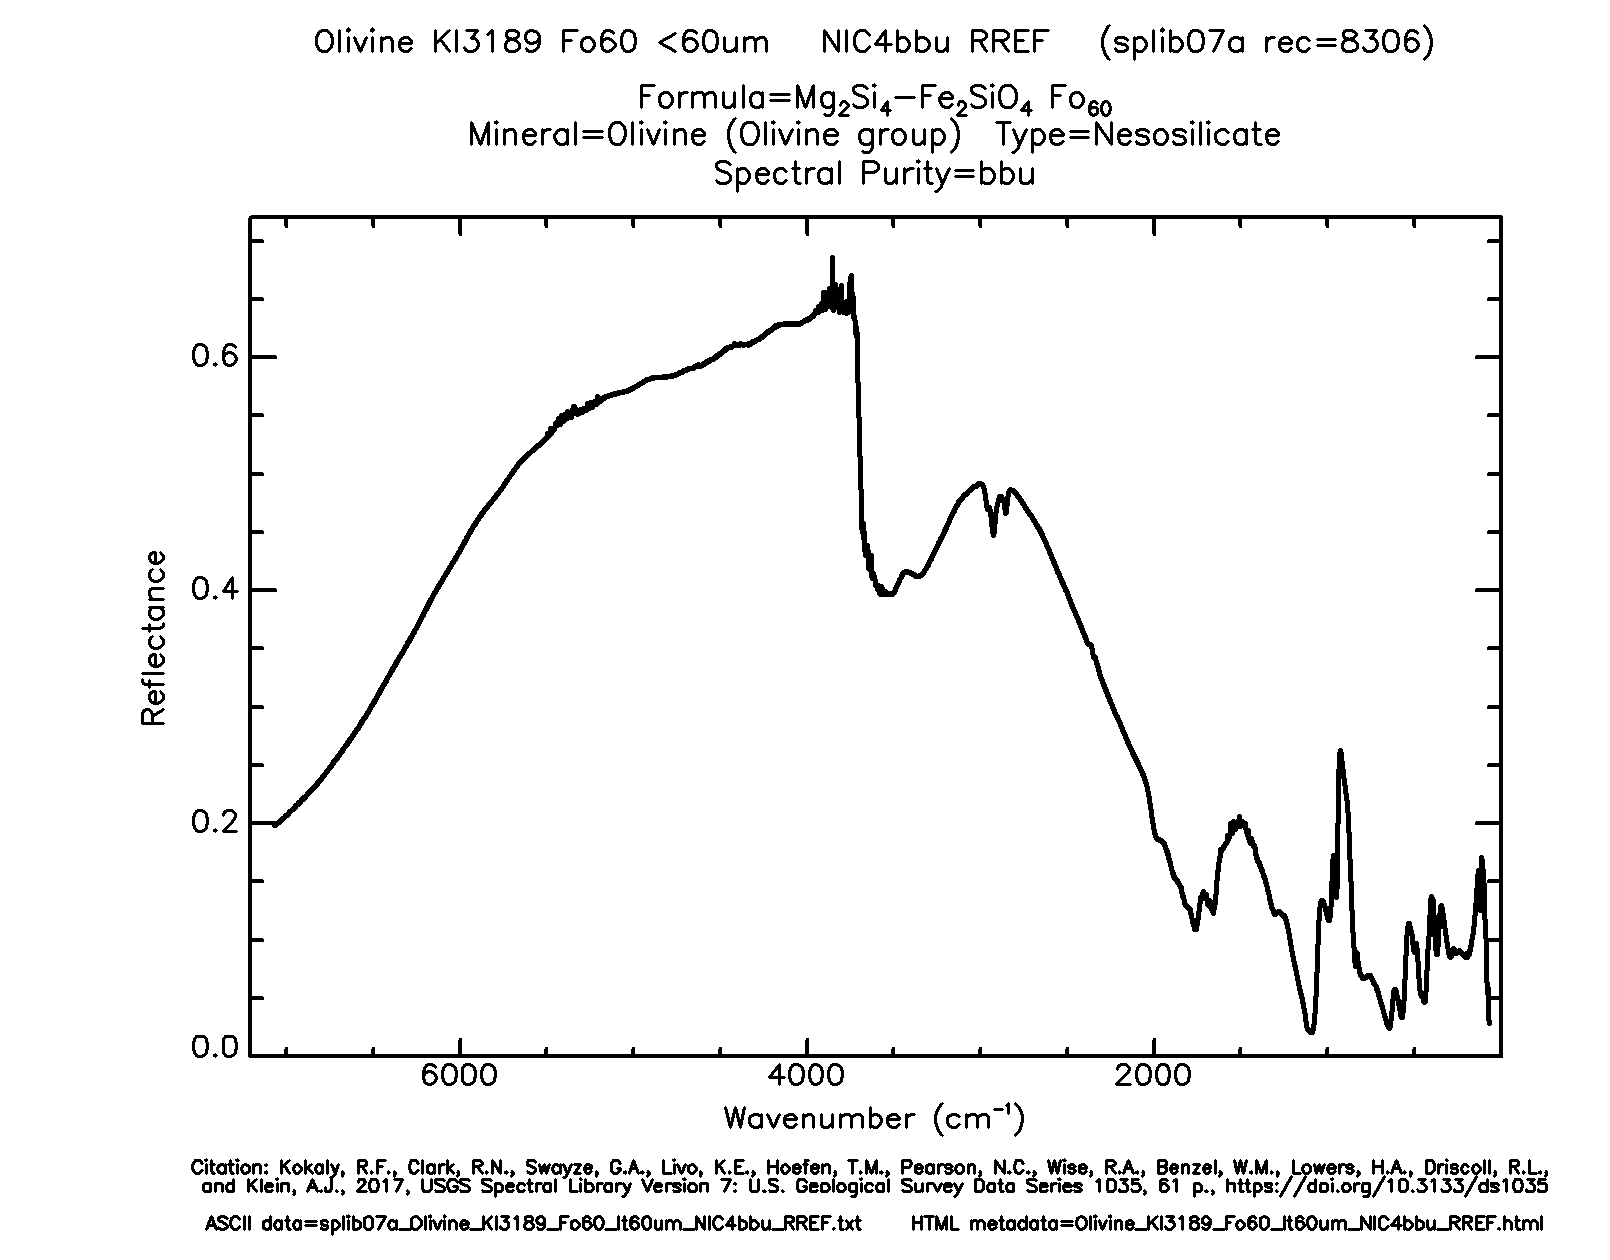 Olivine KI3189 Fo60 <60um NIC4bbu RREF (splib07a rec=8306)
Formula=Mg₂Si₄−Fe₂SiO₄ Fo₆₀
Mineral=Olivine (Olivine group) Type=Nesosilicate
Spectral Purity=bbu
0.6
0.4
0.2
0.0
Reflectance
6000 4000 2000
Wavenumber (cm⁻¹)
Citation: Kokaly, R.F., Clark, R.N., Swayze, G.A., Livo, K.E., Hoefen, T.M., Pearson, N.C., Wise, R.A., Benzel, W.M., Lowers, H.A., Driscoll, R.L.,
and Klein, A.J., 2017, USGS Spectral Library Version 7: U.S. Geological Survey Data Series 1035, 61 p., https://doi.org/10.3133/ds1035
ASCII data=splib07a_Olivine_KI3189_Fo60_lt60um_NIC4bbu_RREF.txt HTML metadata=Olivine_KI3189_Fo60_lt60um_NIC4bbu_RREF.html